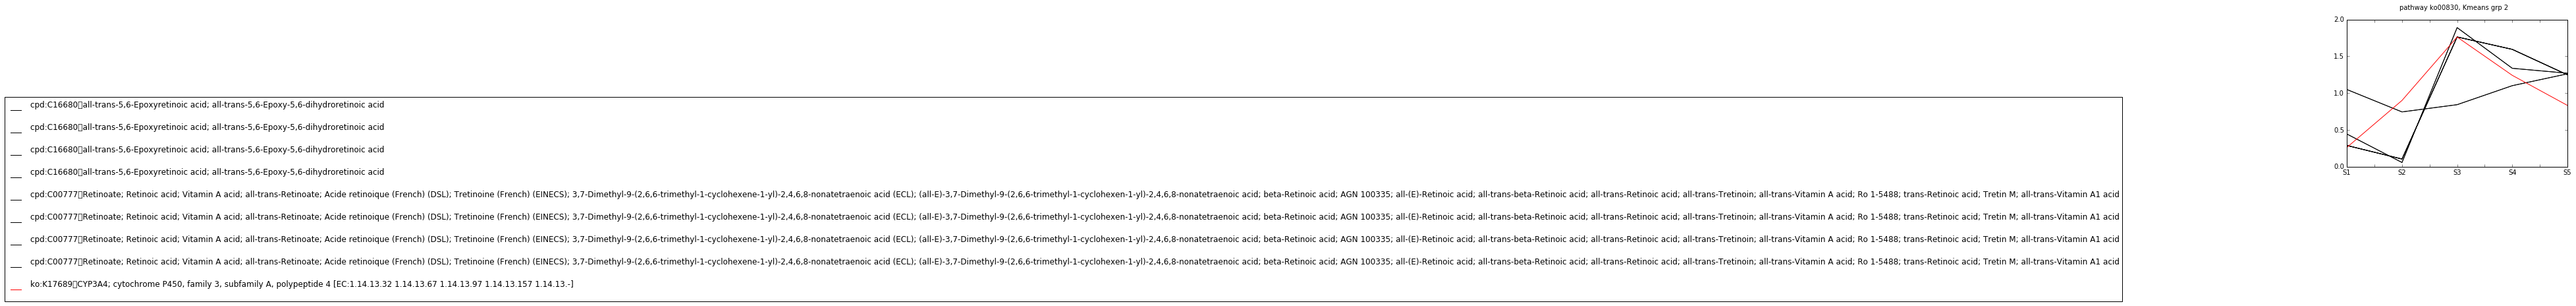 pathway ko00830, Kmeans grp 2
2.0
1.5
1.0
0.5
0.0
S1 S2 S3 S4 S5
cpd:C16680▯all-trans-5,6-Epoxyretinoic acid; all-trans-5,6-Epoxy-5,6-dihydroretinoic acid
cpd:C16680▯all-trans-5,6-Epoxyretinoic acid; all-trans-5,6-Epoxy-5,6-dihydroretinoic acid
cpd:C16680▯all-trans-5,6-Epoxyretinoic acid; all-trans-5,6-Epoxy-5,6-dihydroretinoic acid
cpd:C16680▯all-trans-5,6-Epoxyretinoic acid; all-trans-5,6-Epoxy-5,6-dihydroretinoic acid
cpd:C00777▯Retinoate; Retinoic acid; Vitamin A acid; all-trans-Retinoate; Acide retinoique (French) (DSL); Tretinoine (French) (EINECS); 3,7-Dimethyl-9-(2,6,6-trimethyl-1-cyclohexene-1-yl)-2,4,6,8-nonatetraenoic acid (ECL); (all-E)-3,7-Dimethyl-9-(2,6,6-trimethyl-1-cyclohexen-1-yl)-2,4,6,8-nonatetraenoic acid; beta-Retinoic acid; AGN 100335; all-(E)-Retinoic acid; all-trans-beta-Retinoic acid; all-trans-Retinoic acid; all-trans-Tretinoin; all-trans-Vitamin A acid; Ro 1-5488; trans-Retinoic acid; Tretin M; all-trans-Vitamin A1 acid
cpd:C00777▯Retinoate; Retinoic acid; Vitamin A acid; all-trans-Retinoate; Acide retinoique (French) (DSL); Tretinoine (French) (EINECS); 3,7-Dimethyl-9-(2,6,6-trimethyl-1-cyclohexene-1-yl)-2,4,6,8-nonatetraenoic acid (ECL); (all-E)-3,7-Dimethyl-9-(2,6,6-trimethyl-1-cyclohexen-1-yl)-2,4,6,8-nonatetraenoic acid; beta-Retinoic acid; AGN 100335; all-(E)-Retinoic acid; all-trans-beta-Retinoic acid; all-trans-Retinoic acid; all-trans-Tretinoin; all-trans-Vitamin A acid; Ro 1-5488; trans-Retinoic acid; Tretin M; all-trans-Vitamin A1 acid
cpd:C00777▯Retinoate; Retinoic acid; Vitamin A acid; all-trans-Retinoate; Acide retinoique (French) (DSL); Tretinoine (French) (EINECS); 3,7-Dimethyl-9-(2,6,6-trimethyl-1-cyclohexene-1-yl)-2,4,6,8-nonatetraenoic acid (ECL); (all-E)-3,7-Dimethyl-9-(2,6,6-trimethyl-1-cyclohexen-1-yl)-2,4,6,8-nonatetraenoic acid; beta-Retinoic acid; AGN 100335; all-(E)-Retinoic acid; all-trans-beta-Retinoic acid; all-trans-Retinoic acid; all-trans-Tretinoin; all-trans-Vitamin A acid; Ro 1-5488; trans-Retinoic acid; Tretin M; all-trans-Vitamin A1 acid
cpd:C00777▯Retinoate; Retinoic acid; Vitamin A acid; all-trans-Retinoate; Acide retinoique (French) (DSL); Tretinoine (French) (EINECS); 3,7-Dimethyl-9-(2,6,6-trimethyl-1-cyclohexene-1-yl)-2,4,6,8-nonatetraenoic acid (ECL); (all-E)-3,7-Dimethyl-9-(2,6,6-trimethyl-1-cyclohexen-1-yl)-2,4,6,8-nonatetraenoic acid; beta-Retinoic acid; AGN 100335; all-(E)-Retinoic acid; all-trans-beta-Retinoic acid; all-trans-Retinoic acid; all-trans-Tretinoin; all-trans-Vitamin A acid; Ro 1-5488; trans-Retinoic acid; Tretin M; all-trans-Vitamin A1 acid
ko:K17689▯CYP3A4; cytochrome P450, family 3, subfamily A, polypeptide 4 [EC:1.14.13.32 1.14.13.67 1.14.13.97 1.14.13.157 1.14.13.-]